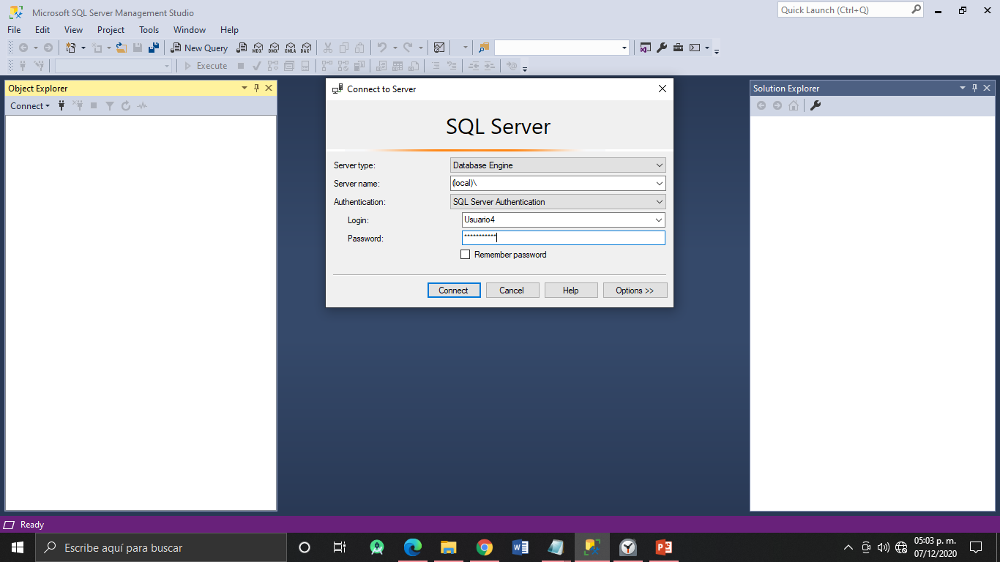 Microsoft SQL Server Management Studio
Quick Launch (Ctrl+Q)
File Edit View Project Tools Window Help
New Query MDX DMX XMLA DAX
Execute
Object Explorer
Connect
Connect to Server
SQL Server
Server type: Database Engine
Server name: (local)\
Authentication: SQL Server Authentication
Login: Usuario4
Password: ***********
Remember password
Connect Cancel Help Options >>
Solution Explorer
Ready
Escribe aquí para buscar
05:03 p. m.
07/12/2020